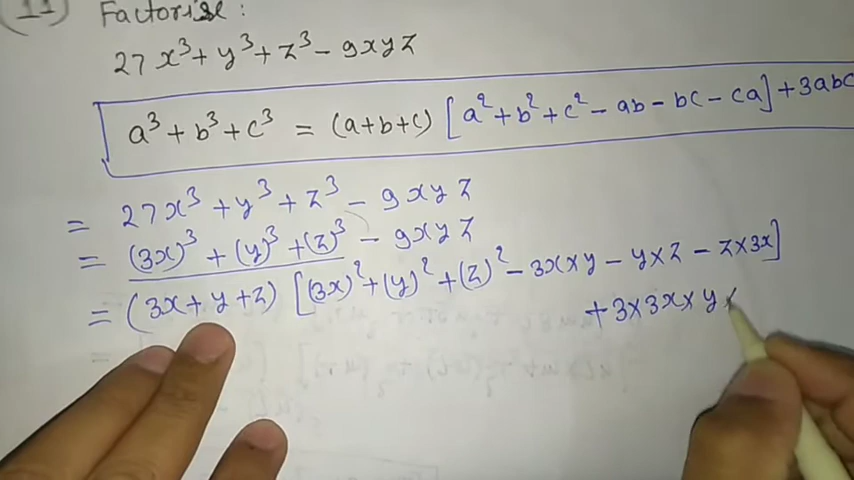 (11) Factorise:
27x³ + y³ + z³ - 9xyz
a³ + b³ + c³ = (a+b+c) [a² + b² + c² - ab - bc - ca] + 3abc
= 27x³ + y³ + z³ - 9xyz
= (3x)³ + (y)³ + (z)³ - 9xyz
= (3x + y + z) [(3x)² + (y)² + (z)² - 3x×y - y×z - z×3x]
+ 3×3x×y×